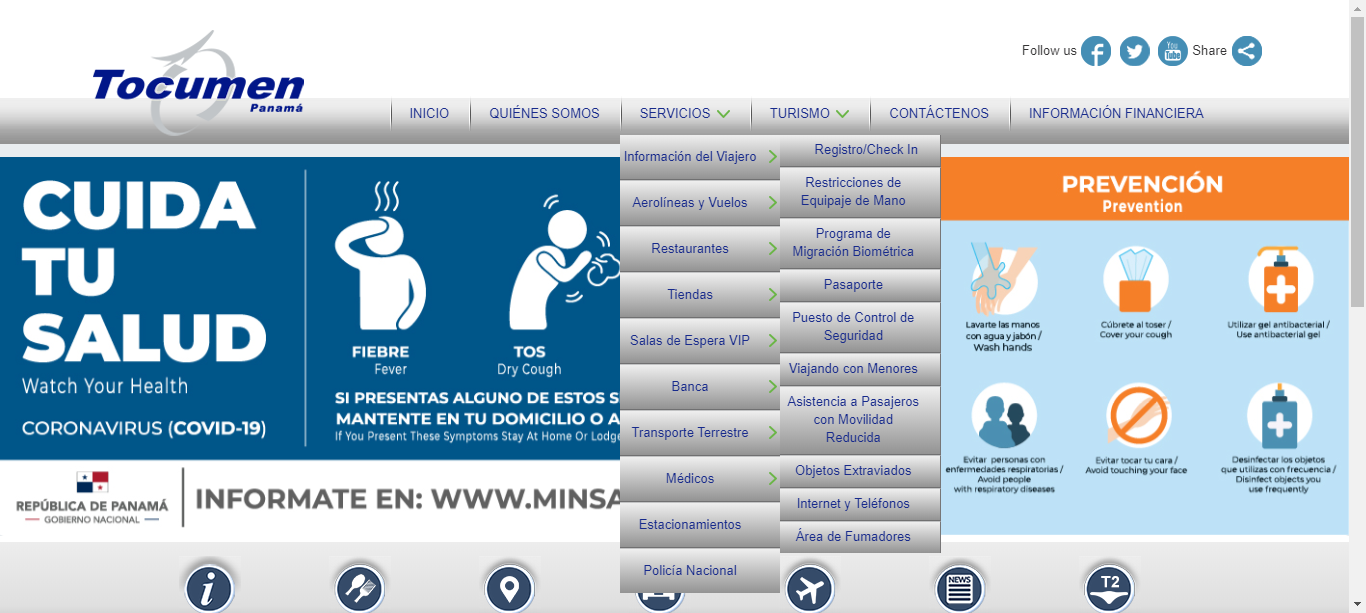 Follow us
You
Tube
Share
Tocumen
Panamá
INICIO
QUIÉNES SOMOS
SERVICIOS
TURISMO
CONTÁCTENOS
INFORMACIÓN FINANCIERA
Información del Viajero
Aerolíneas y Vuelos
Restaurantes
Tiendas
Salas de Espera VIP
Banca
Transporte Terrestre
Médicos
Estacionamientos
Policía Nacional
Registro/Check In
Restricciones de
Equipaje de Mano
Programa de
Migración Biométrica
Pasaporte
Puesto de Control de
Seguridad
Viajando con Menores
Asistencia a Pasajeros
con Movilidad
Reducida
Objetos Extraviados
Internet y Teléfonos
Área de Fumadores
CUIDA
TU
SALUD
Watch Your Health
CORONAVIRUS (COVID-19)
FIEBRE
Fever
TOS
Dry Cough
SI PRESENTAS ALGUNO DE ESTOS S
MANTENTE EN TU DOMICILIO O A
If You Present These Symptoms Stay At Home Or Lodge
REPÚBLICA DE PANAMÁ
GOBIERNO NACIONAL
INFORMATE EN: WWW.MINSA
PREVENCIÓN
Prevention
Lavarte las manos
con agua y jabón /
Wash hands
Cúbrete al toser /
Cover your cough
Utilizar gel antibacterial /
Use antibacterial gel
Evitar personas con
enfermedades respiratorias /
Avoid people
with respiratory diseases
Evitar tocar tu cara /
Avoid touching your face
Desinfectar los objetos
que utilizas con frecuencia /
Disinfect objects you
use frequently
NEWS
T2